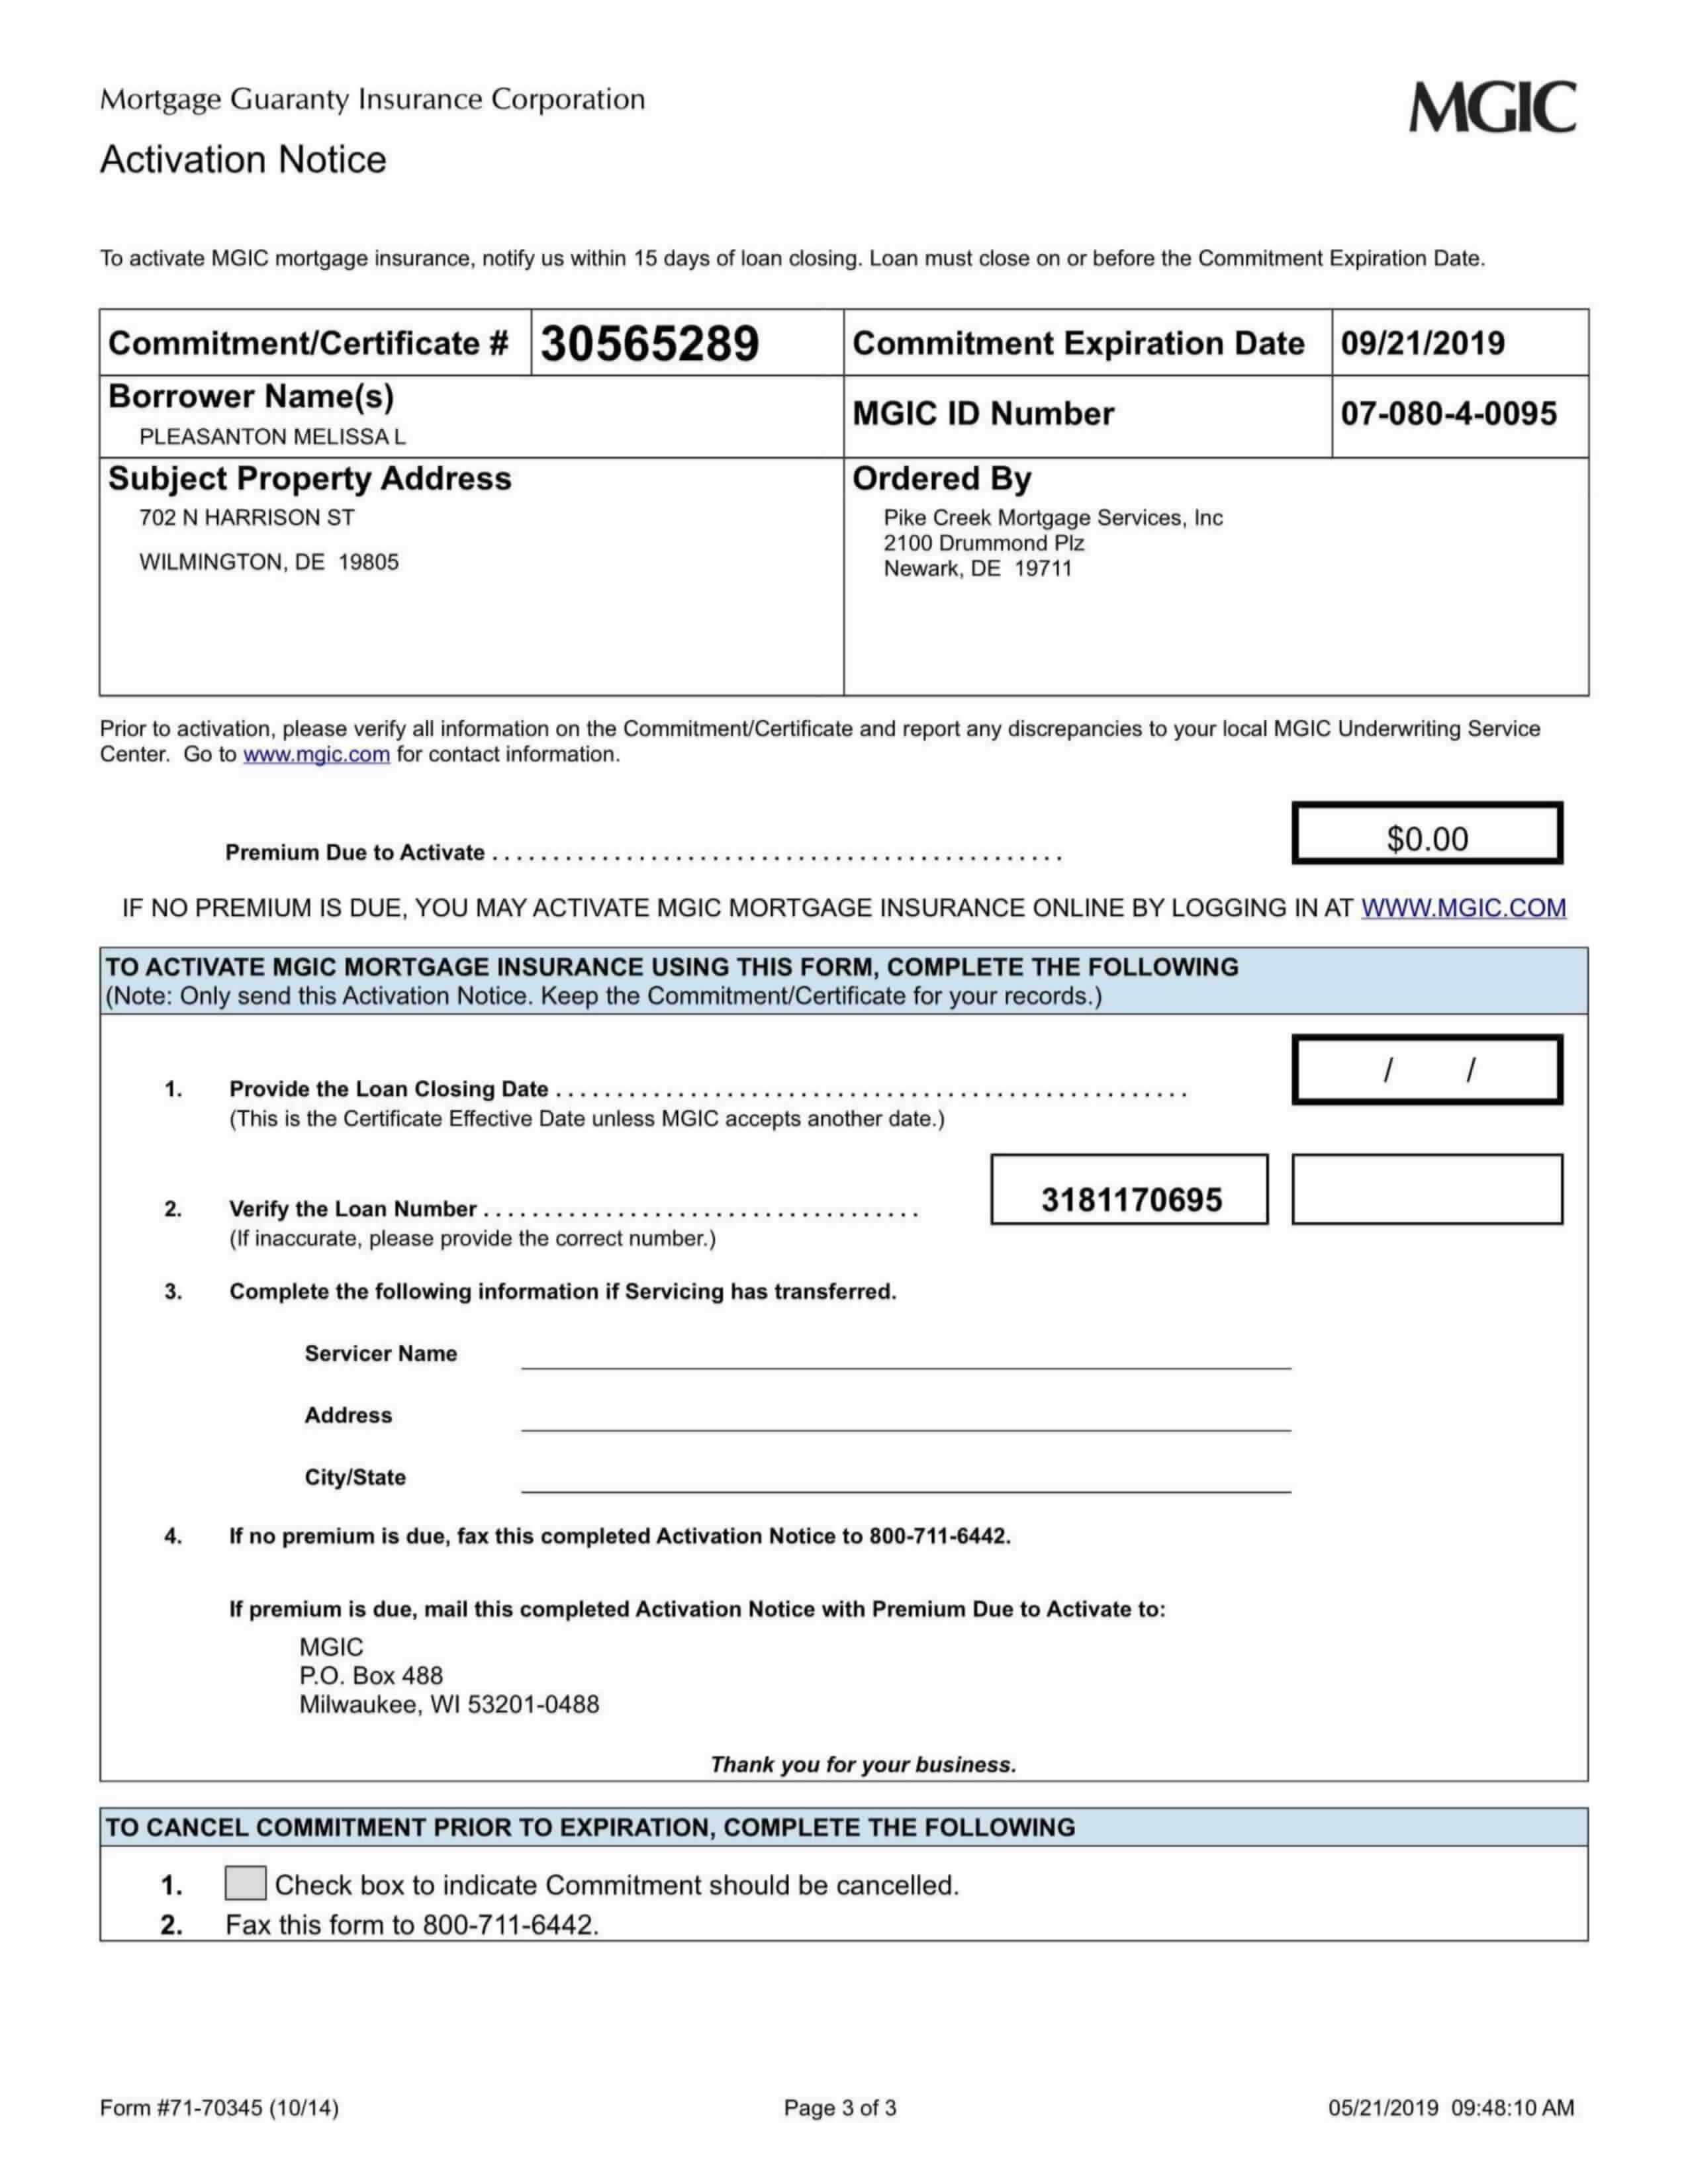 Mortgage Guaranty Insurance Corporation
MGIC
Activation Notice
To activate MGIC mortgage insurance, notify us within 15 days of loan closing. Loan must close on or before the Commitment Expiration Date.
Commitment/Certificate # 30565289 Commitment Expiration Date 09/21/2019
Borrower Name(s)
PLEASANTON MELISSA L
MGIC ID Number 07-080-4-0095
Subject Property Address
702 N HARRISON ST
WILMINGTON, DE 19805
Ordered By
Pike Creek Mortgage Services, Inc
2100 Drummond Plz
Newark, DE 19711
Prior to activation, please verify all information on the Commitment/Certificate and report any discrepancies to your local MGIC Underwriting Service
Center. Go to www.mgic.com for contact information.
Premium Due to Activate . . . . . . . . . . . . . . . . . . . . . . . . . . . . . . . . . . . . . . . . . . . . . . . $0.00
IF NO PREMIUM IS DUE, YOU MAY ACTIVATE MGIC MORTGAGE INSURANCE ONLINE BY LOGGING IN AT WWW.MGIC.COM
TO ACTIVATE MGIC MORTGAGE INSURANCE USING THIS FORM, COMPLETE THE FOLLOWING
(Note: Only send this Activation Notice. Keep the Commitment/Certificate for your records.)
1. Provide the Loan Closing Date . . . . . . . . . . . . . . . . . . . . . . . . . . . . . . . . . . . . . . . . . . . . . . . . . . . . / /
(This is the Certificate Effective Date unless MGIC accepts another date.)
2. Verify the Loan Number . . . . . . . . . . . . . . . . . . . . . . . . . . . . . . . . . . . . 3181170695
(If inaccurate, please provide the correct number.)
3. Complete the following information if Servicing has transferred.
Servicer Name
Address
City/State
4. If no premium is due, fax this completed Activation Notice to 800-711-6442.
If premium is due, mail this completed Activation Notice with Premium Due to Activate to:
MGIC
P.O. Box 488
Milwaukee, WI 53201-0488
Thank you for your business.
TO CANCEL COMMITMENT PRIOR TO EXPIRATION, COMPLETE THE FOLLOWING
1. Check box to indicate Commitment should be cancelled.
2. Fax this form to 800-711-6442.
Form #71-70345 (10/14) Page 3 of 3 05/21/2019 09:48:10 AM